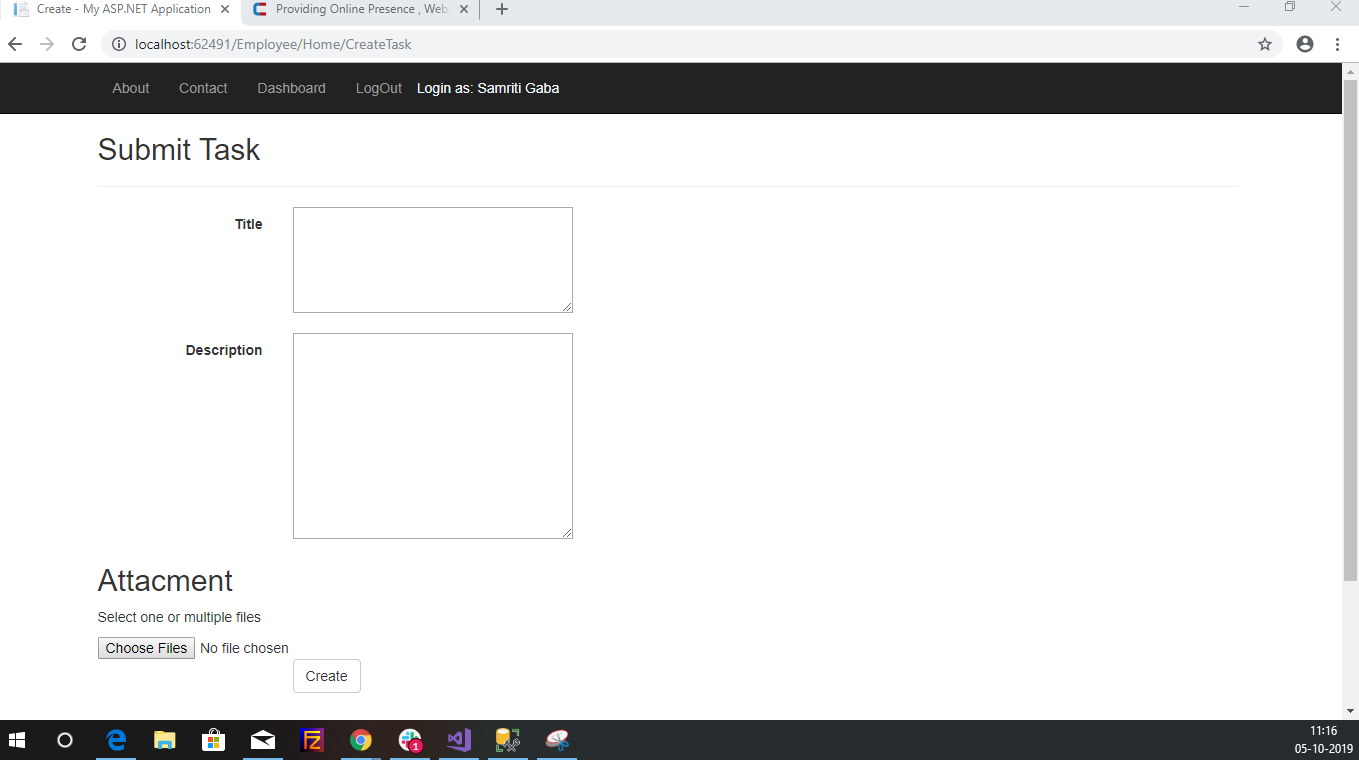 Create - My ASP.NET Application
Providing Online Presence , Web
localhost:62491/Employee/Home/CreateTask
About Contact Dashboard LogOut Login as: Samriti Gaba
Submit Task
Title
Description
Attacment
Select one or multiple files
Choose Files No file chosen
Create
FZ
1
11:16
05-10-2019